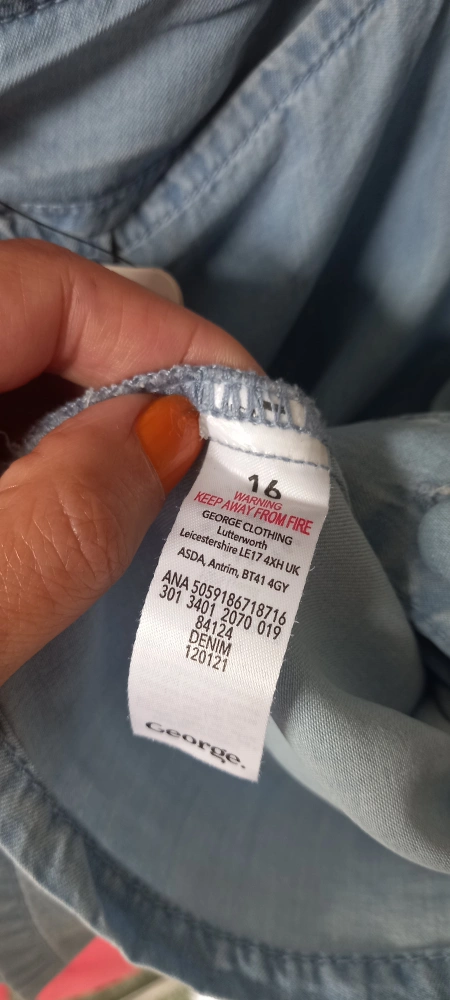 16
WARNING
KEEP AWAY FROM FIRE
GEORGE CLOTHING
Lutterworth
Leicestershire LE17 4XH UK
ASDA, Antrim, BT41 4GY
ANA 5059186718716
301 3401 2070 019
84124
DENIM
120121
George.